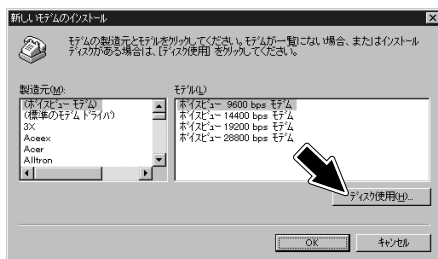 新しいﾓﾃﾞﾑのｲﾝｽﾄｰﾙ
ﾓﾃﾞﾑの製造元とﾓﾃﾞﾙをｸﾘｯｸしてください。ﾓﾃﾞﾑが一覧にない場合、またはｲﾝｽﾄｰﾙ
ﾃﾞｨｽｸがある場合は、[ﾃﾞｨｽｸ使用] をｸﾘｯｸしてください。
製造元(M):
(ﾎﾞｲｽﾋﾞｭｰ ﾓﾃﾞﾑ)
(標準のﾓﾃﾞﾑ ﾄﾞﾗｲﾊﾞ)
3X
Aceex
Acer
Alltron
ﾓﾃﾞﾙ(L)
ﾎﾞｲｽﾋﾞｭｰ 9600 bps ﾓﾃﾞﾑ
ﾎﾞｲｽﾋﾞｭｰ 14400 bps ﾓﾃﾞﾑ
ﾎﾞｲｽﾋﾞｭｰ 19200 bps ﾓﾃﾞﾑ
ﾎﾞｲｽﾋﾞｭｰ 28800 bps ﾓﾃﾞﾑ
ﾃﾞｨｽｸ使用(H)...
OK
ｷｬﾝｾﾙ